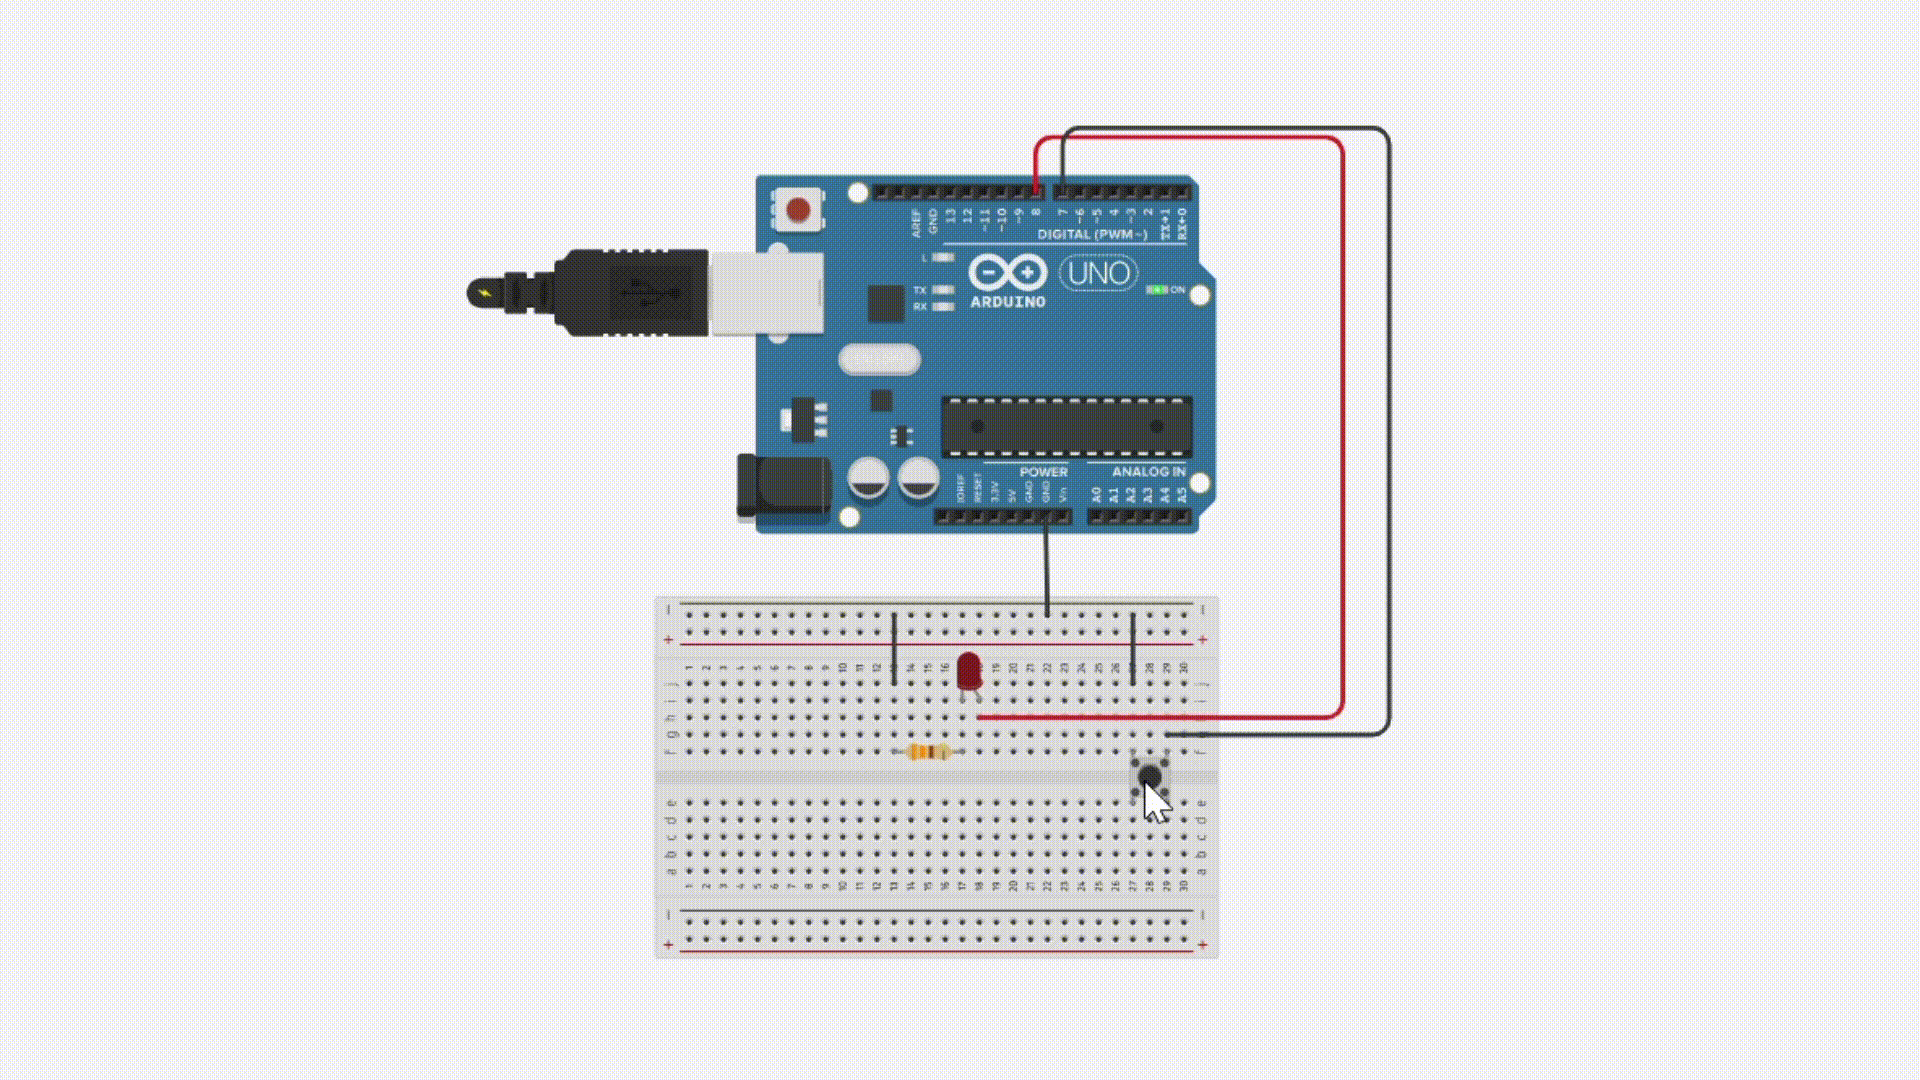 AREF GND 13 12 ~11 ~10 ~9 8 7 ~6 ~5 4 ~3 2 TX→1 RX←0
DIGITAL (PWM ~)
L
TX
RX
ARDUINO
UNO
ON
POWER
ANALOG IN
IOREF RESET 3.3V 5V GND GND Vin A0 A1 A2 A3 A4 A5
− −
+ +
1 2 3 4 5 6 7 8 9 10 11 12 14 15 16 19 20 21 22 23 24 25 26 28 29 30
j j
i i
h
g
f f
e e
d d
c c
b b
a a
1 2 3 4 5 6 7 8 9 10 11 12 13 14 15 16 17 18 19 20 21 22 23 24 25 26 27 28 29 30
− −
+ +